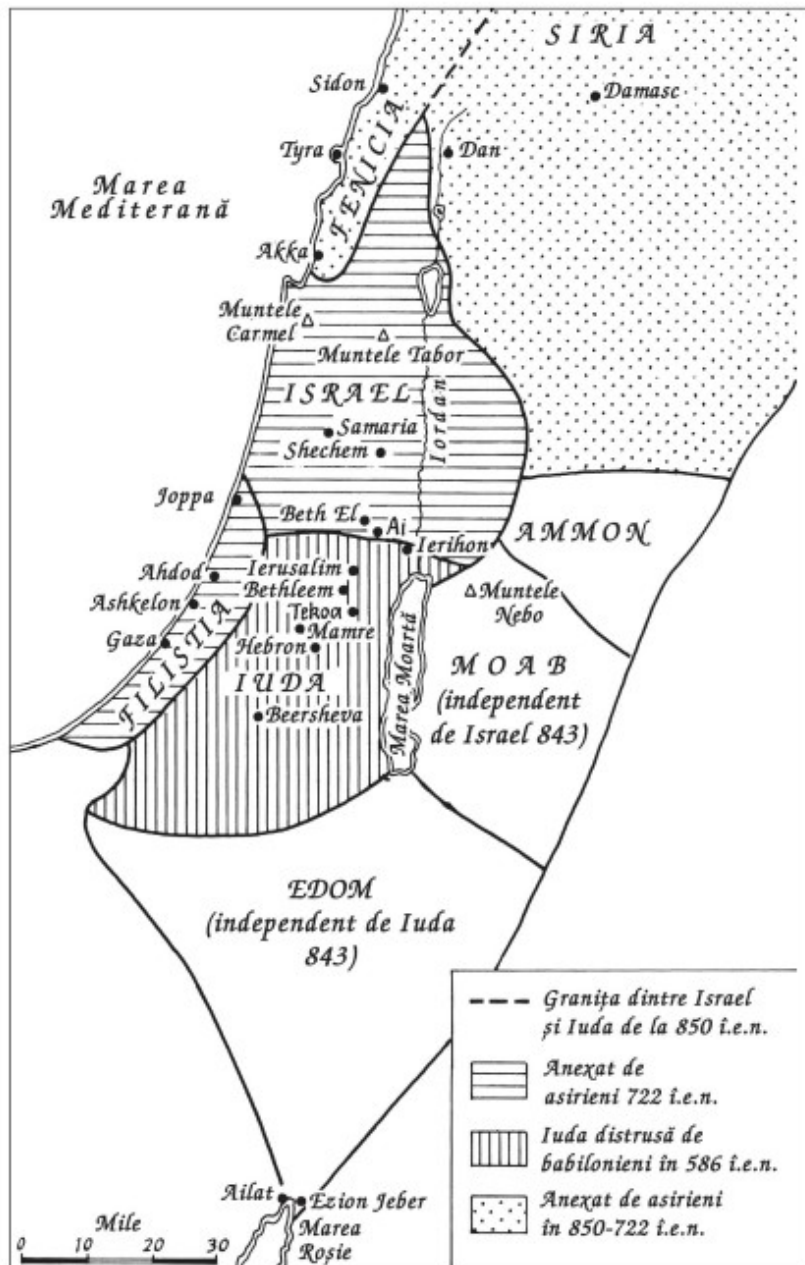 SIRIA
Sidon
Damasc
FENICIA
Tyra
Dan
Marea
Mediterană
Akka
Muntele
Carmel
Muntele Tabor
ISRAEL
Iordan
Samaria
Shechem
Joppa
Beth El
Ai
AMMON
Ierihon
Ahdod
Ierusalim
Bethleem
Muntele
Nebo
Ashkelon
Tekoa
Mamre
Gaza
Hebron
FILISTIA
IUDA
Marea Moartă
MOAB
(independent
de Israel 843)
Beersheva
EDOM
(independent de Iuda
843)
Granița dintre Israel
și Iuda de la 850 î.e.n.
Anexat de
asirieni 722 î.e.n.
Iuda distrusă de
babilonieni în 586 î.e.n.
Anexat de asirieni
în 850-722 î.e.n.
Ailat
Ezion Jeber
Marea
Roșie
Mile
0 10 20 30